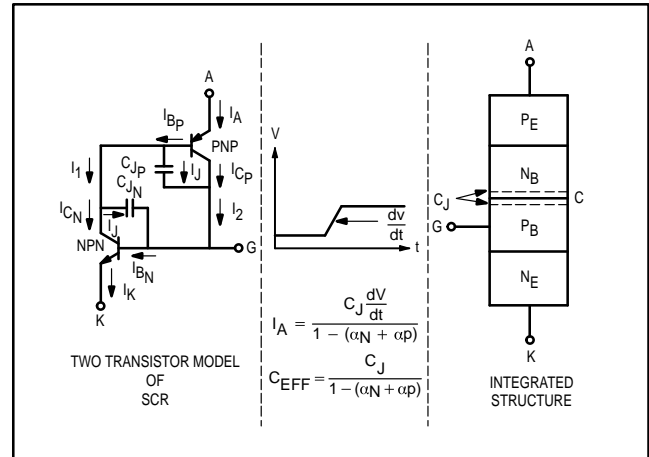 A
I_A
I_BP
PNP
C_JP
I_J
I_CP
I_1
C_JN
I_CN
I_J
I_2
NPN
I_BN
G
I_K
K
TWO TRANSISTOR MODEL
OF
SCR
V
dv
dt
t
I_A = C_J dV/dt / 1 − (αN + αp)
C_EFF = C_J / 1 − (αN + αp)
A
P_E
N_B
C_J
C
G
P_B
N_E
K
INTEGRATED
STRUCTURE